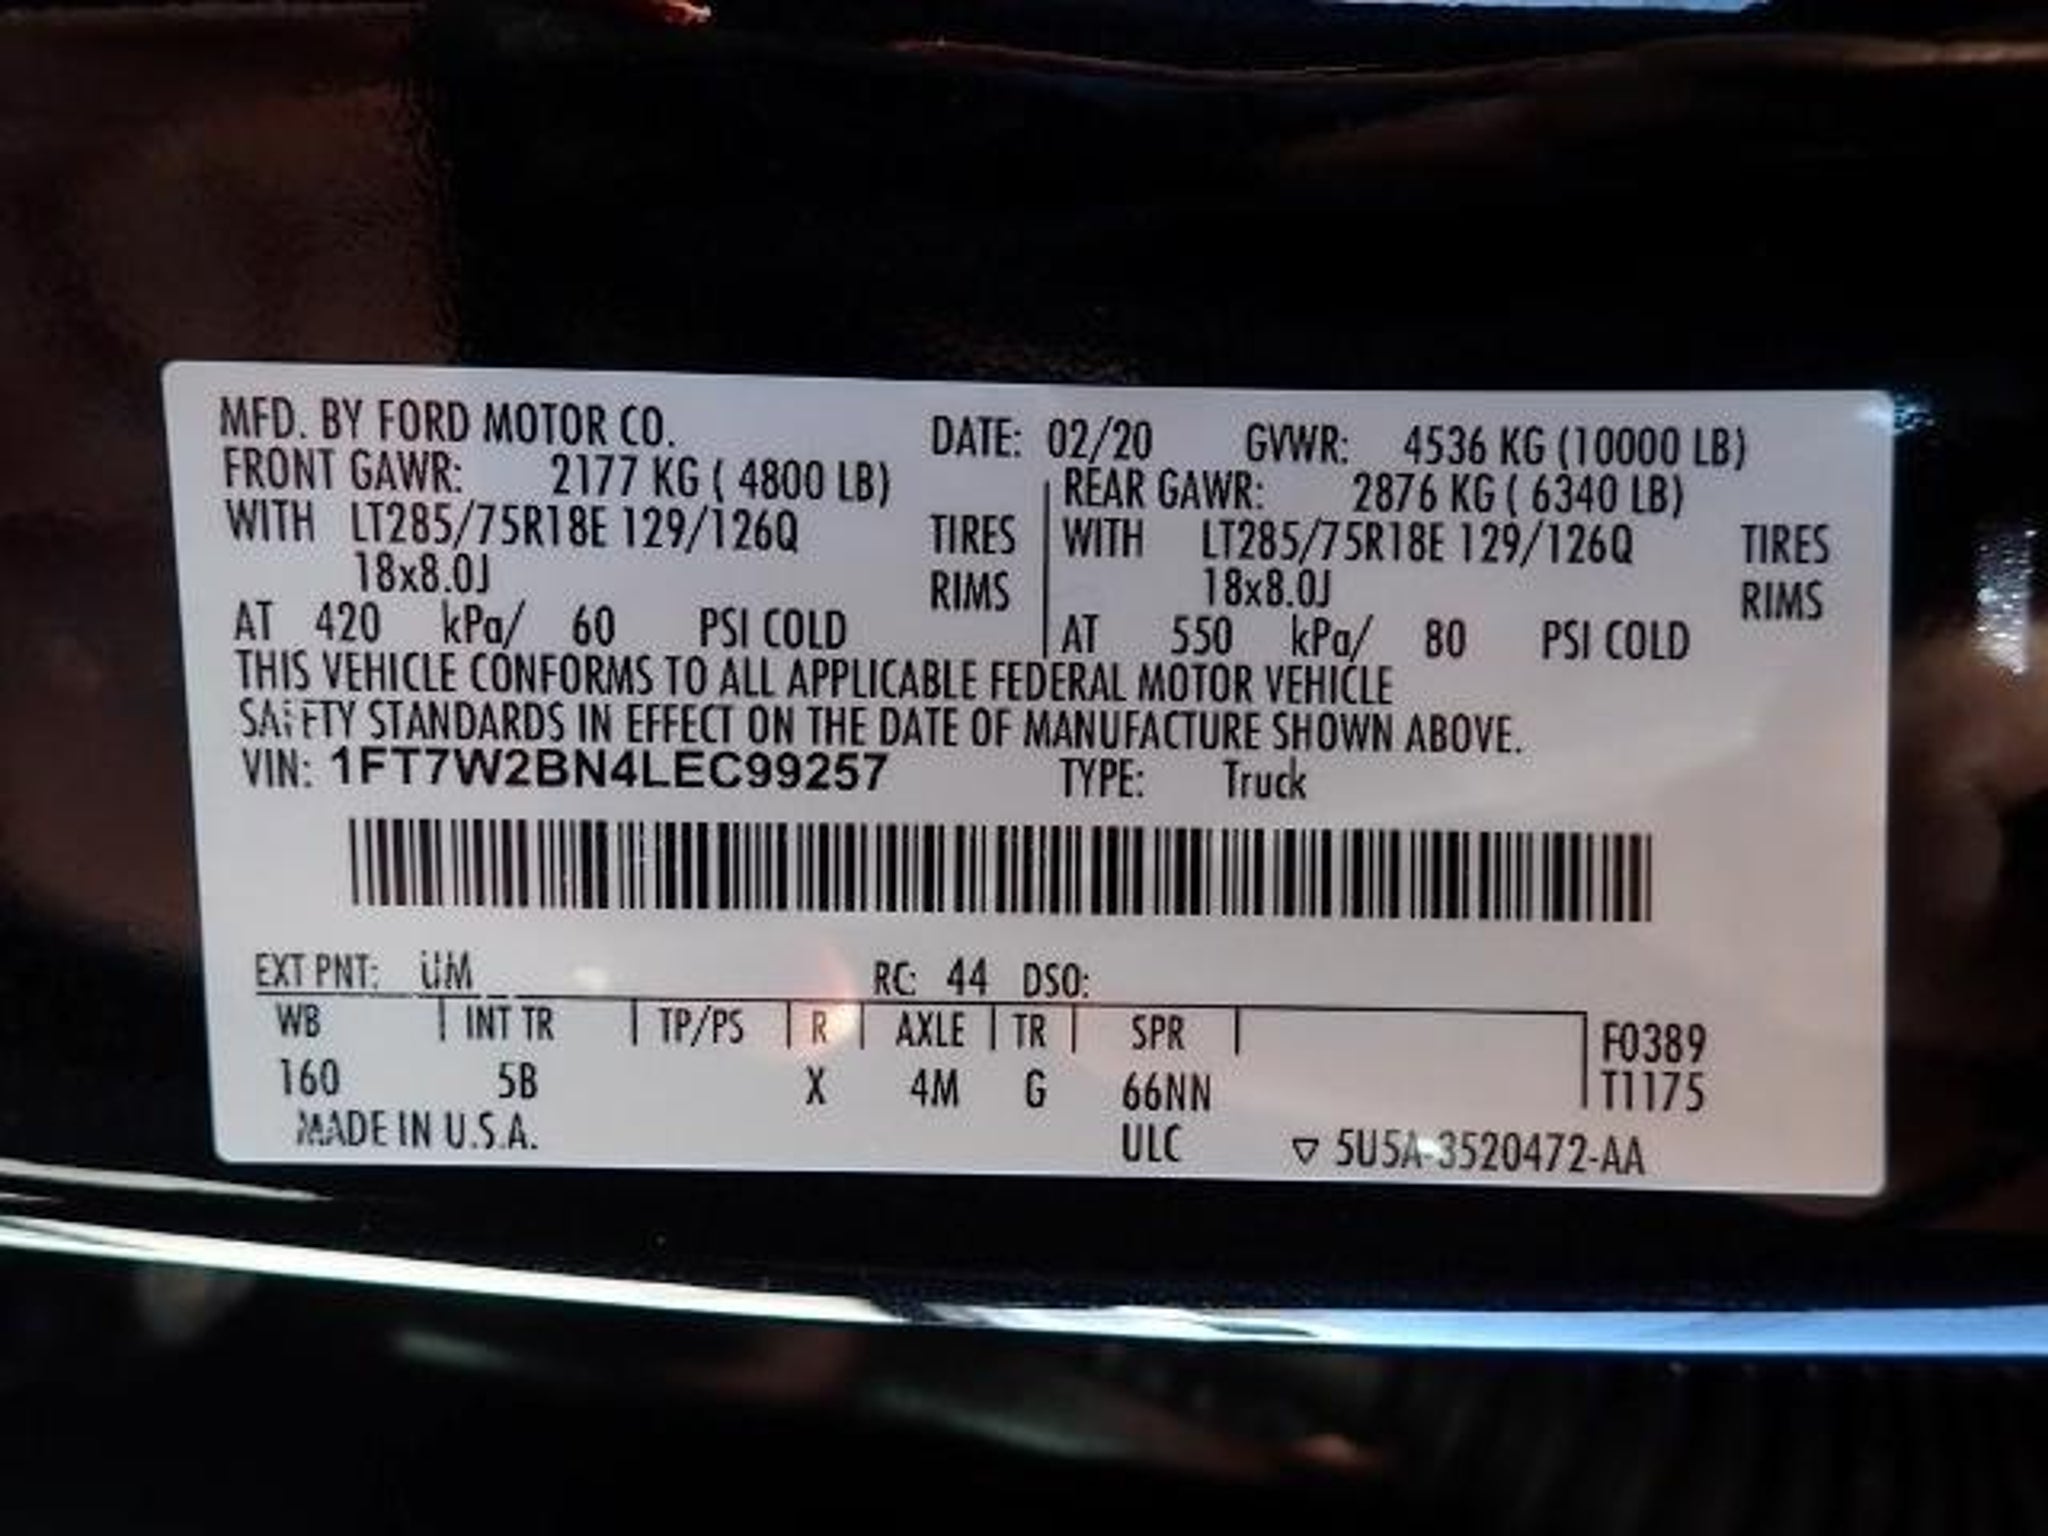 MFD. BY FORD MOTOR CO. DATE: 02/20 GVWR: 4536 KG (10000 LB)
FRONT GAWR: 2177 KG ( 4800 LB) REAR GAWR: 2876 KG ( 6340 LB)
WITH LT285/75R18E 129/126Q TIRES WITH LT285/75R18E 129/126Q TIRES
18x8.0J RIMS 18x8.0J RIMS
AT 420 kPa/ 60 PSI COLD AT 550 kPa/ 80 PSI COLD
THIS VEHICLE CONFORMS TO ALL APPLICABLE FEDERAL MOTOR VEHICLE
SAFETY STANDARDS IN EFFECT ON THE DATE OF MANUFACTURE SHOWN ABOVE.
VIN: 1FT7W2BN4LEC99257 TYPE: Truck
EXT PNT: UM RC: 44 DSO:
WB INT TR TP/PS R AXLE TR SPR F0389
160 5B X 4M G 66NN T1175
MADE IN U.S.A. ULC ▽ 5U5A-3520472-AA